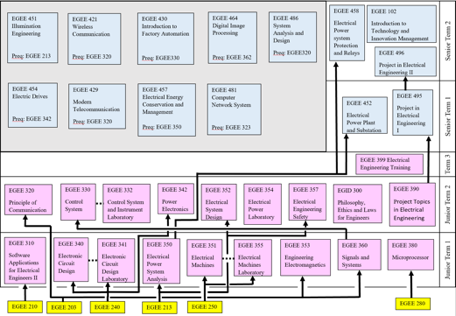 EGEE 451
Illumination
Engineering
Preq: EGEE 213
EGEE 421
Wireless
Communication
Preq: EGEE 320
EGEE 430
Introduction to
Factory Automation
Preq: EGEE330
EGEE 464
Digital Image
Processing
Preq: EGEE 362
EGEE 466
System
Analysis and
Design
Preq: EGEE320
EGEE 458
Electrical
Power
system
Protection
and Relays
EGEE 102
Introduction to
Technology and
Innovation Management
EGEE 496
Project in Electrical
Engineering II
Senior Term 2
EGEE 454
Electric Drives
Preq: EGEE 342
EGEE 429
Modern
Telecommunication
Preq: EGEE 320
EGEE 457
Electrical Energy
Conservation and
Management
Preq: EGEE 350
EGEE 481
Computer
Network System
Preq: EGEE 323
EGEE 452
Electrical
Power Plant
and Substation
EGEE 495
Project in
Electrical
Engineering
I
Senior Term 1
EGEE 399 Electrical
Engineering Training
Term 3
EGEE 320
Principle of
Communication
EGEE 330
Control
System
EGEE 332
Control System
and Instrument
Laboratory
EGEE 342
Power
Electronics
EGEE 352
Electrical
System
Design
EGEE 354
Electrical Power
Laboratory
EGEE 357
Electrical
Engineering
Safety
EGID 300
Philosophy,
Ethics and Laws
for Engineers
EGEE 390
Project Topics
in Electrical
Engineering
Junior Term 2
EGEE 310
Software
Applications
for Electrical
Engineers II
EGEE 340
Electronic
Circuit
Design
EGEE 341
Electronic
Circuit
Design
Laboratory
EGEE 350
Electrical
Power
System
Analysis
EGEE 351
Electrical
Machines
EGEE 355
Electrical
Machines
Laboratory
EGEE 353
Engineering
Electromagnetics
EGEE 360
Signals and
Systems
EGEE 380
Microprocessor
Junior Term 1
EGEE 210
EGEE 203
EGEE 240
EGEE 213
EGEE 250
EGEE 280